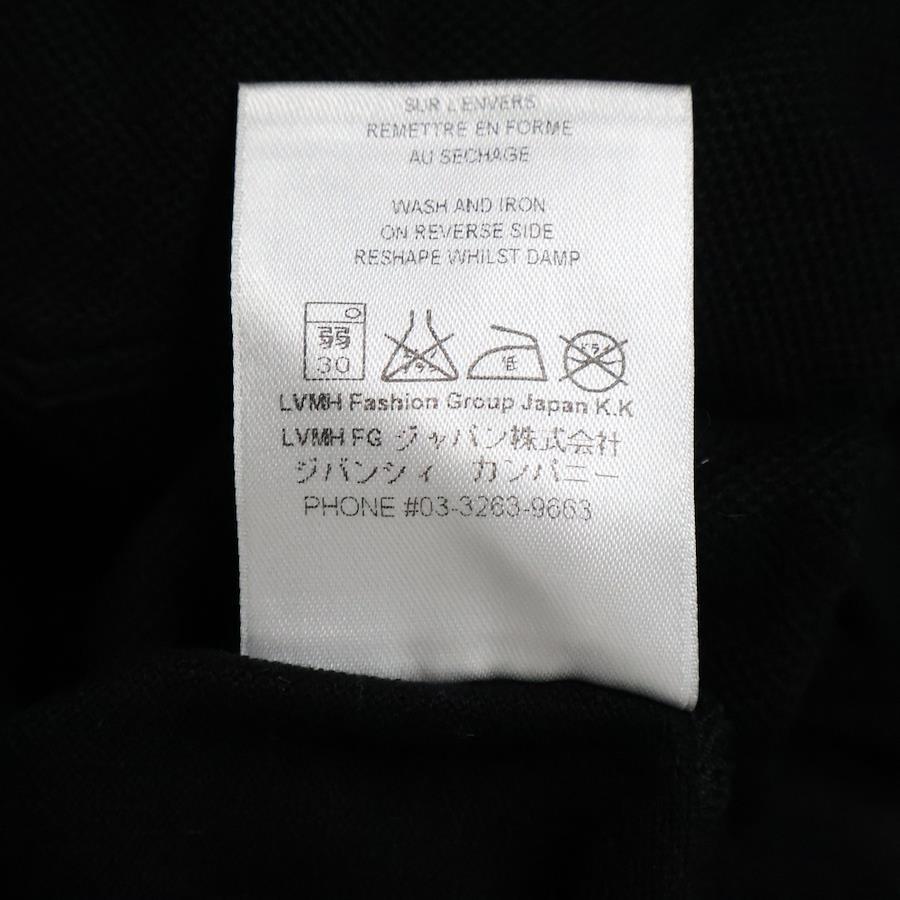 SUR L'ENVERS
REMETTRE EN FORME
AU SECHAGE
WASH AND IRON
ON REVERSE SIDE
RESHAPE WHILST DAMP
弱
30
低
LVMH Fashion Group Japan K.K
LVMH FG ジャパン株式会社
ジバンシィ カンパニー
PHONE #03-3263-9663